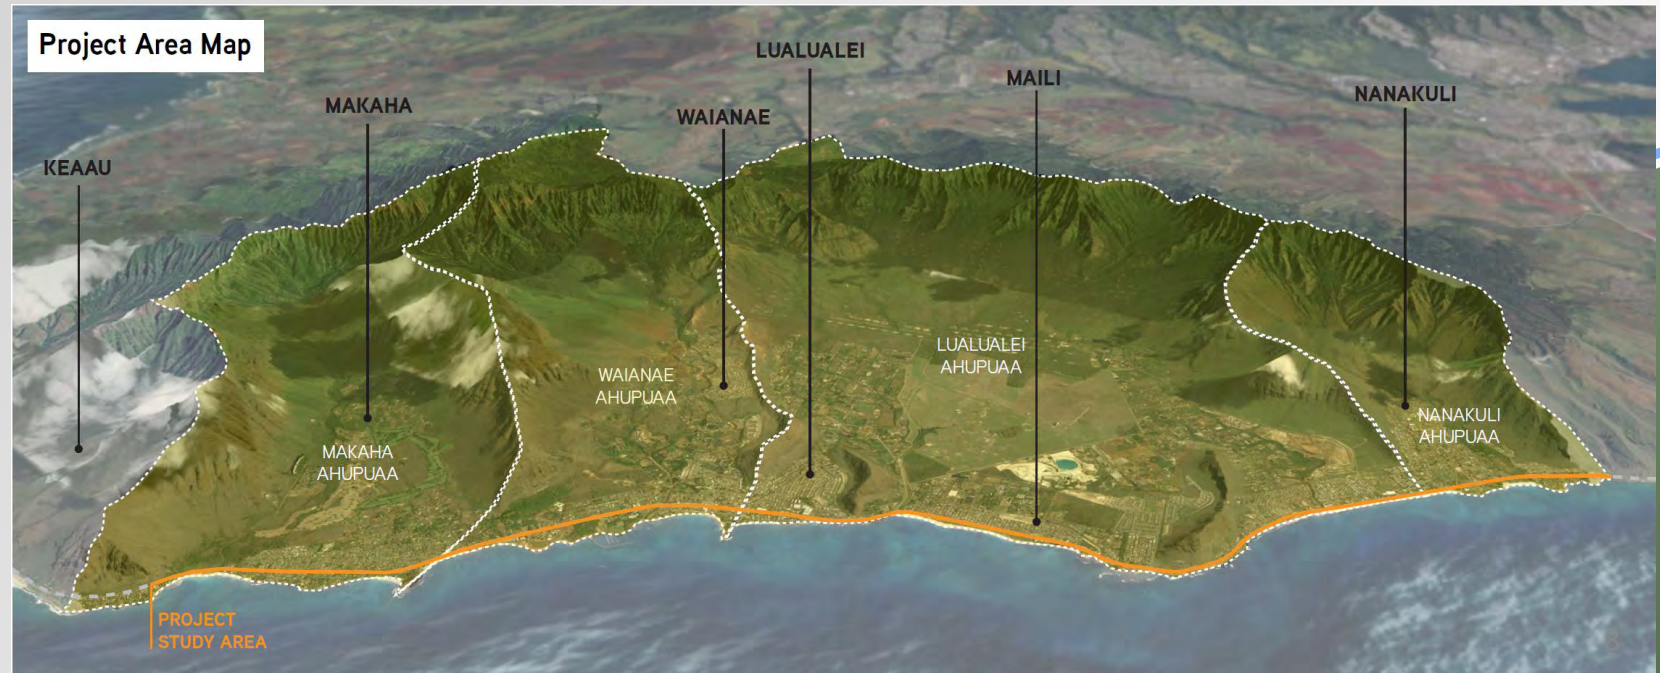 Project Area Map
LUALUALEI
MAILI
NANAKULI
MAKAHA
WAIANAE
KEAAU
LUALUALEI
AHUPUAA
WAIANAE
AHUPUAA
NANAKULI
AHUPUAA
MAKAHA
AHUPUAA
PROJECT
STUDY AREA
8